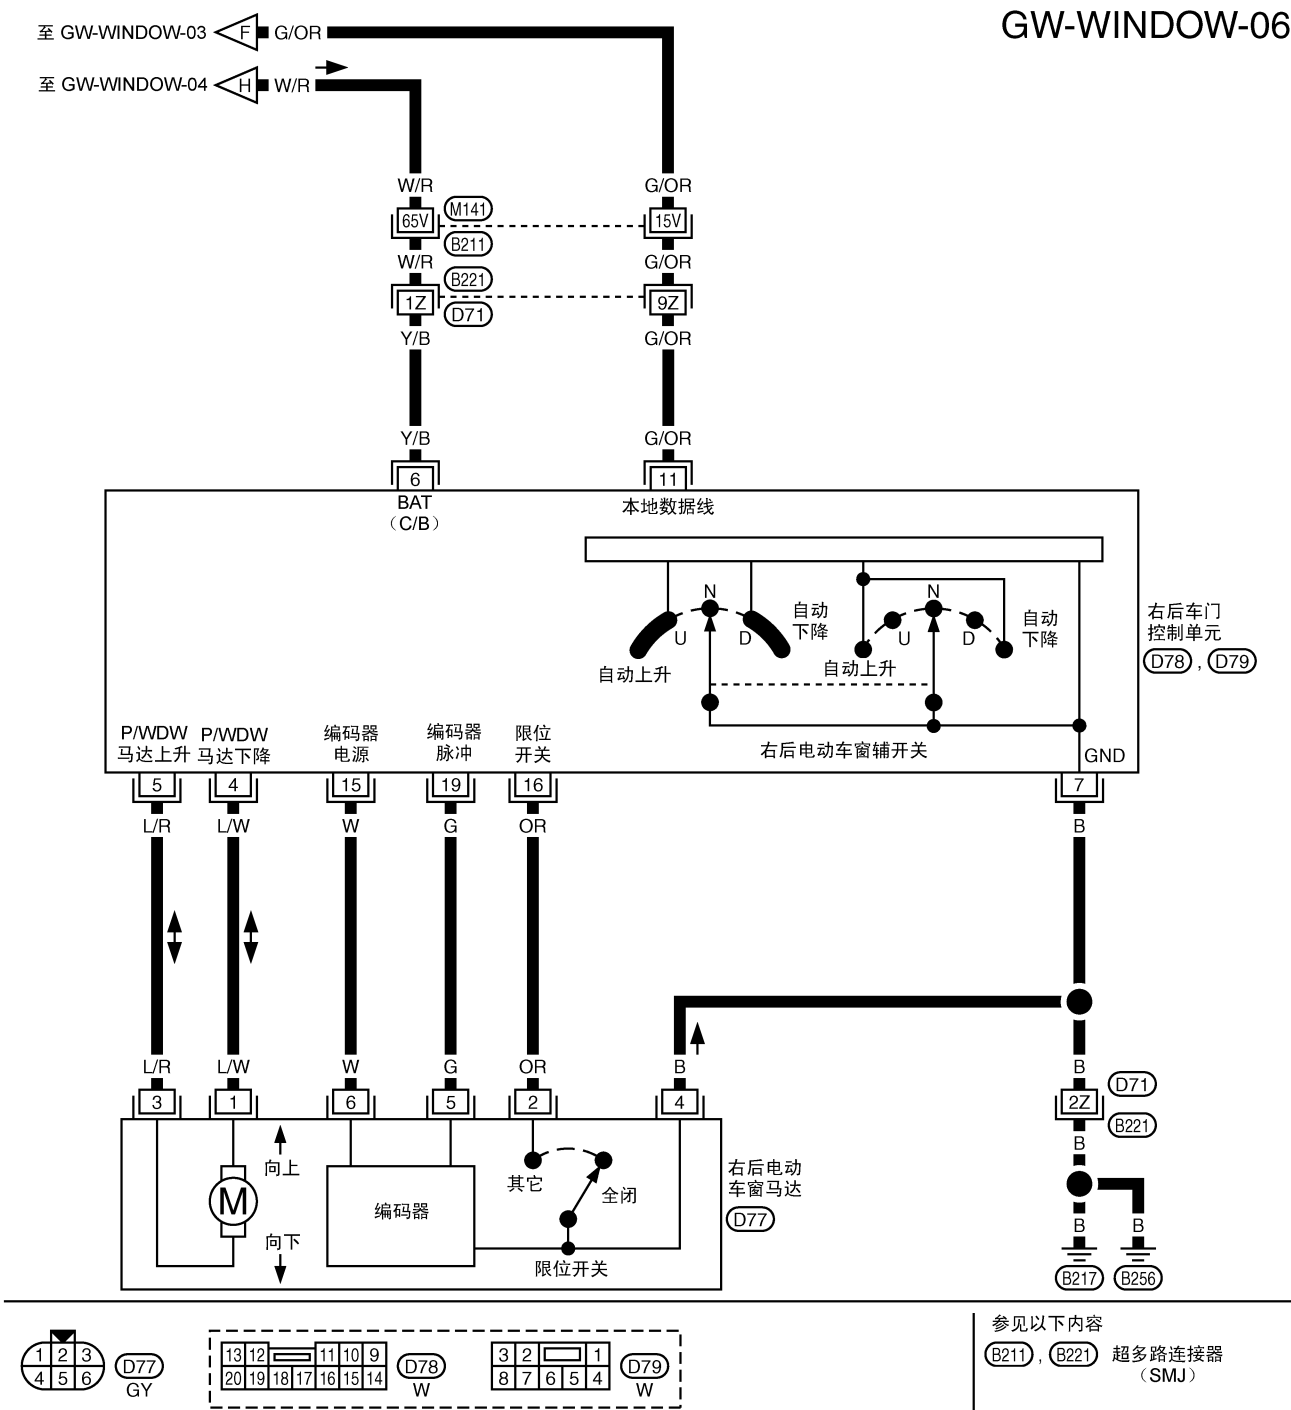 GW-WINDOW-06
至 GW-WINDOW-03 F G/OR
至 GW-WINDOW-04 H W/R
W/R G/OR
65V M141 15V
B211
W/R G/OR
B221
1Z 9Z
D71
Y/B G/OR
Y/B G/OR
6 11
BAT 本地数据线
（C/B）
N N
自动 下降
自动 下降
U D U D
自动上升 自动上升
右后车门
控制单元
D78 , D79
P/WDW 马达上升
P/WDW 马达下降
编码器 电源
编码器 脉冲
限位 开关
右后电动车窗辅开关
GND
5 4 15 19 16 7
L/R L/W W G OR B
L/R L/W W G OR B B
3 1 6 5 2 4 2Z
D71
B221
B
向上
M
向下
编码器
其它
全闭
限位开关
右后电动
车窗马达
D77
B B
B217 B256
1 2 3
4 5 6
D77
GY
13 12 11 10 9
20 19 18 17 16 15 14
D78
W
3 2 1
8 7 6 5 4
D79
W
参见以下内容
B211 , B221 超多路连接器
（SMJ）